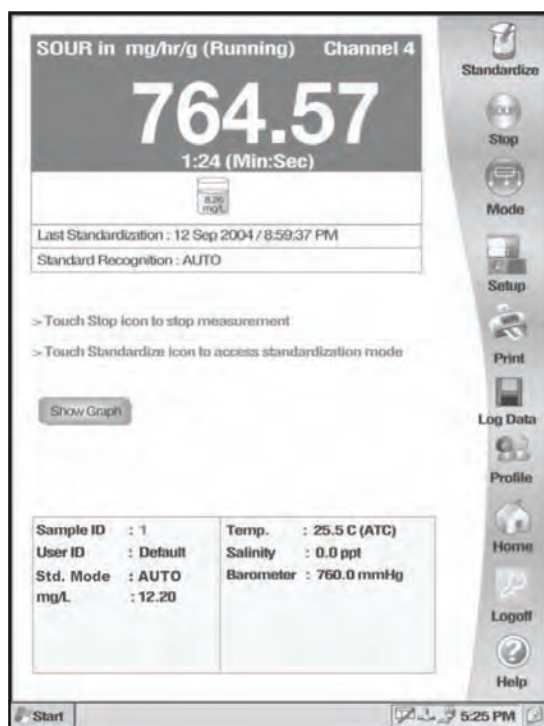 SOUR in mg/hr/g (Running) Channel 4
764.57
1:24 (Min:Sec)
8.26
mg/L
Last Standardization : 12 Sep 2004 / 8:59:37 PM
Standard Recognition : AUTO
> Touch Stop icon to stop measurement
> Touch Standardize icon to access standardization mode
Show Graph
Sample ID : 1
User ID : Default
Std. Mode : AUTO
mg/L : 12.20
Temp. : 25.5 C (ATC)
Salinity : 0.0 ppt
Barometer : 760.0 mmHg
Standardize
SOUR
Stop
Mode
Setup
Print
Log Data
Profile
Home
Logoff
Help
Start
5:25 PM